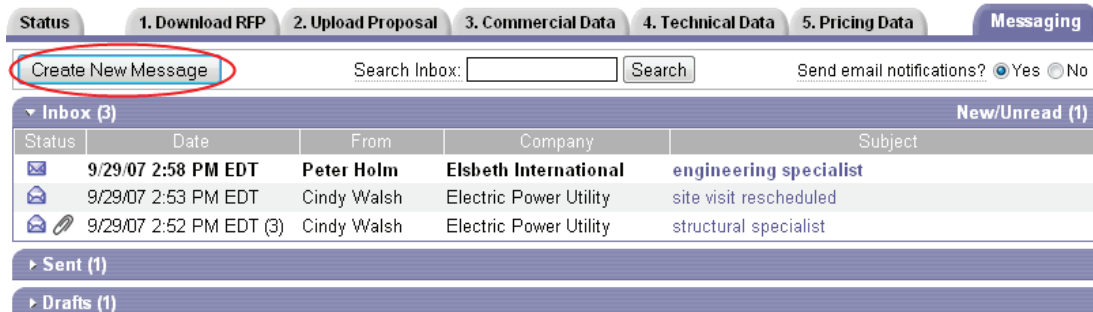 Status 1. Download RFP 2. Upload Proposal 3. Commercial Data 4. Technical Data 5. Pricing Data Messaging
Create New Message Search Inbox: Search Send email notifications? Yes No
Inbox (3) New/Unread (1)
Status Date From Company Subject
9/29/07 2:58 PM EDT Peter Holm Elsbeth International engineering specialist
9/29/07 2:53 PM EDT Cindy Walsh Electric Power Utility site visit rescheduled
9/29/07 2:52 PM EDT (3) Cindy Walsh Electric Power Utility structural specialist
Sent (1)
Drafts (1)